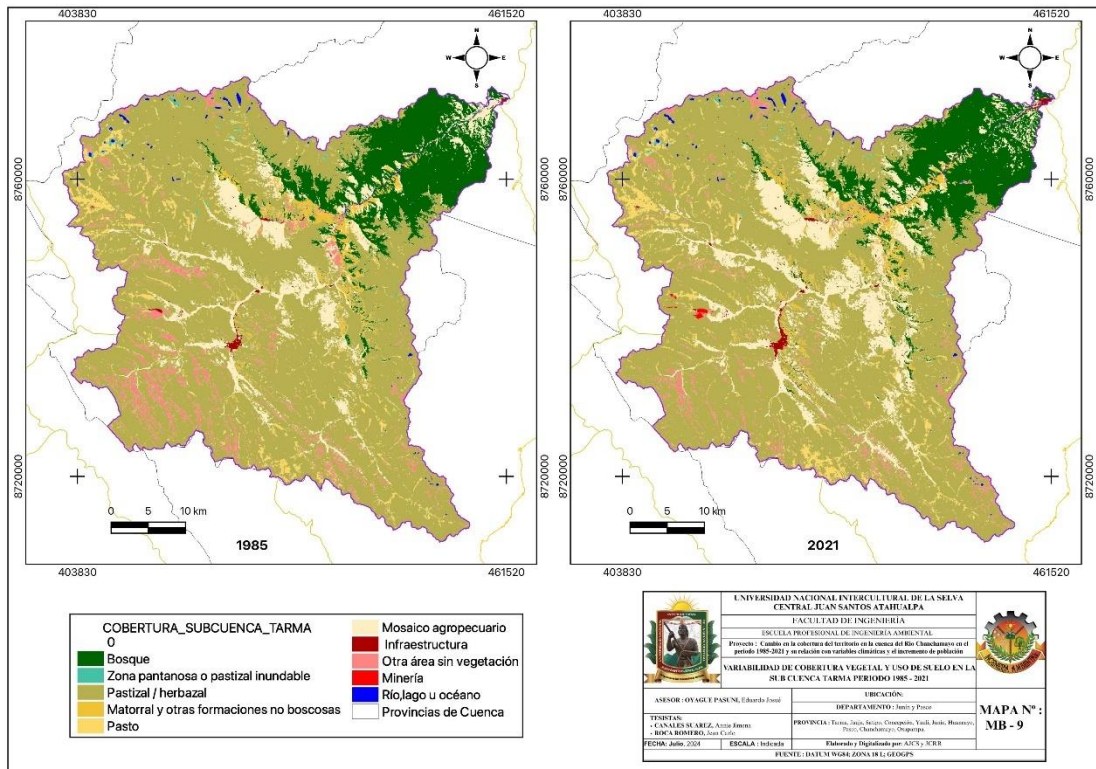 403830
461520
403830
461520
N
W
E
S
N
W
E
S
8760000
8760000
8760000
8720000
8720000
8720000
0 5 10 km
1985
0 5 10 km
2021
403830
461520
403830
461520
COBERTURA_SUBCUENCA_TARMA
0
Bosque
Zona pantanosa o pastizal inundable
Pastizal / herbazal
Matorral y otras formaciones no boscosas
Pasto
Mosaico agropecuario
Infraestructura
Otra área sin vegetación
Minería
Río,lago u océano
Provincias de Cuenca
UNIVERSIDAD NACIONAL INTERCULTURAL DE LA SELVA
CENTRAL JUAN SANTOS ATAHUALPA
FACULTAD DE INGENIERÍA
ESCUELA PROFESIONAL DE INGENIERÍA AMBIENTAL
Proyecto : Cambio en la cobertura del territorio en la cuenca del Río Chanchamayo en el
periodo 1985-2021 y su relación con variables climáticas y el incremento de población
VARIABILIDAD DE COBERTURA VEGETAL Y USO DE SUELO EN LA
SUB CUENCA TARMA PERIODO 1985 - 2021
ASESOR : OYAGUE PASUNI, Eduardo Josué
UBICACIÓN:
DEPARTAMENTO : Junín y Pasco
TESISTAS:
- CANALES SUAREZ, Annie Jimena
- ROCA ROMERO, Jean Carlo
PROVINCIA : Tarma, Jauja, Satipo, Concepción, Yauli, Junín, Huancayo,
Pasco, Chanchamayo, Oxapampa.
MAPA Nº :
MB - 9
FECHA: Julio, 2024
ESCALA : Indicada
Elaborado y Digitalizado por: AJCS y JCRR
FUENTE : DATUM WG84; ZONA 18 L; GEOGPS
INGENIERÍA AMBIENTAL